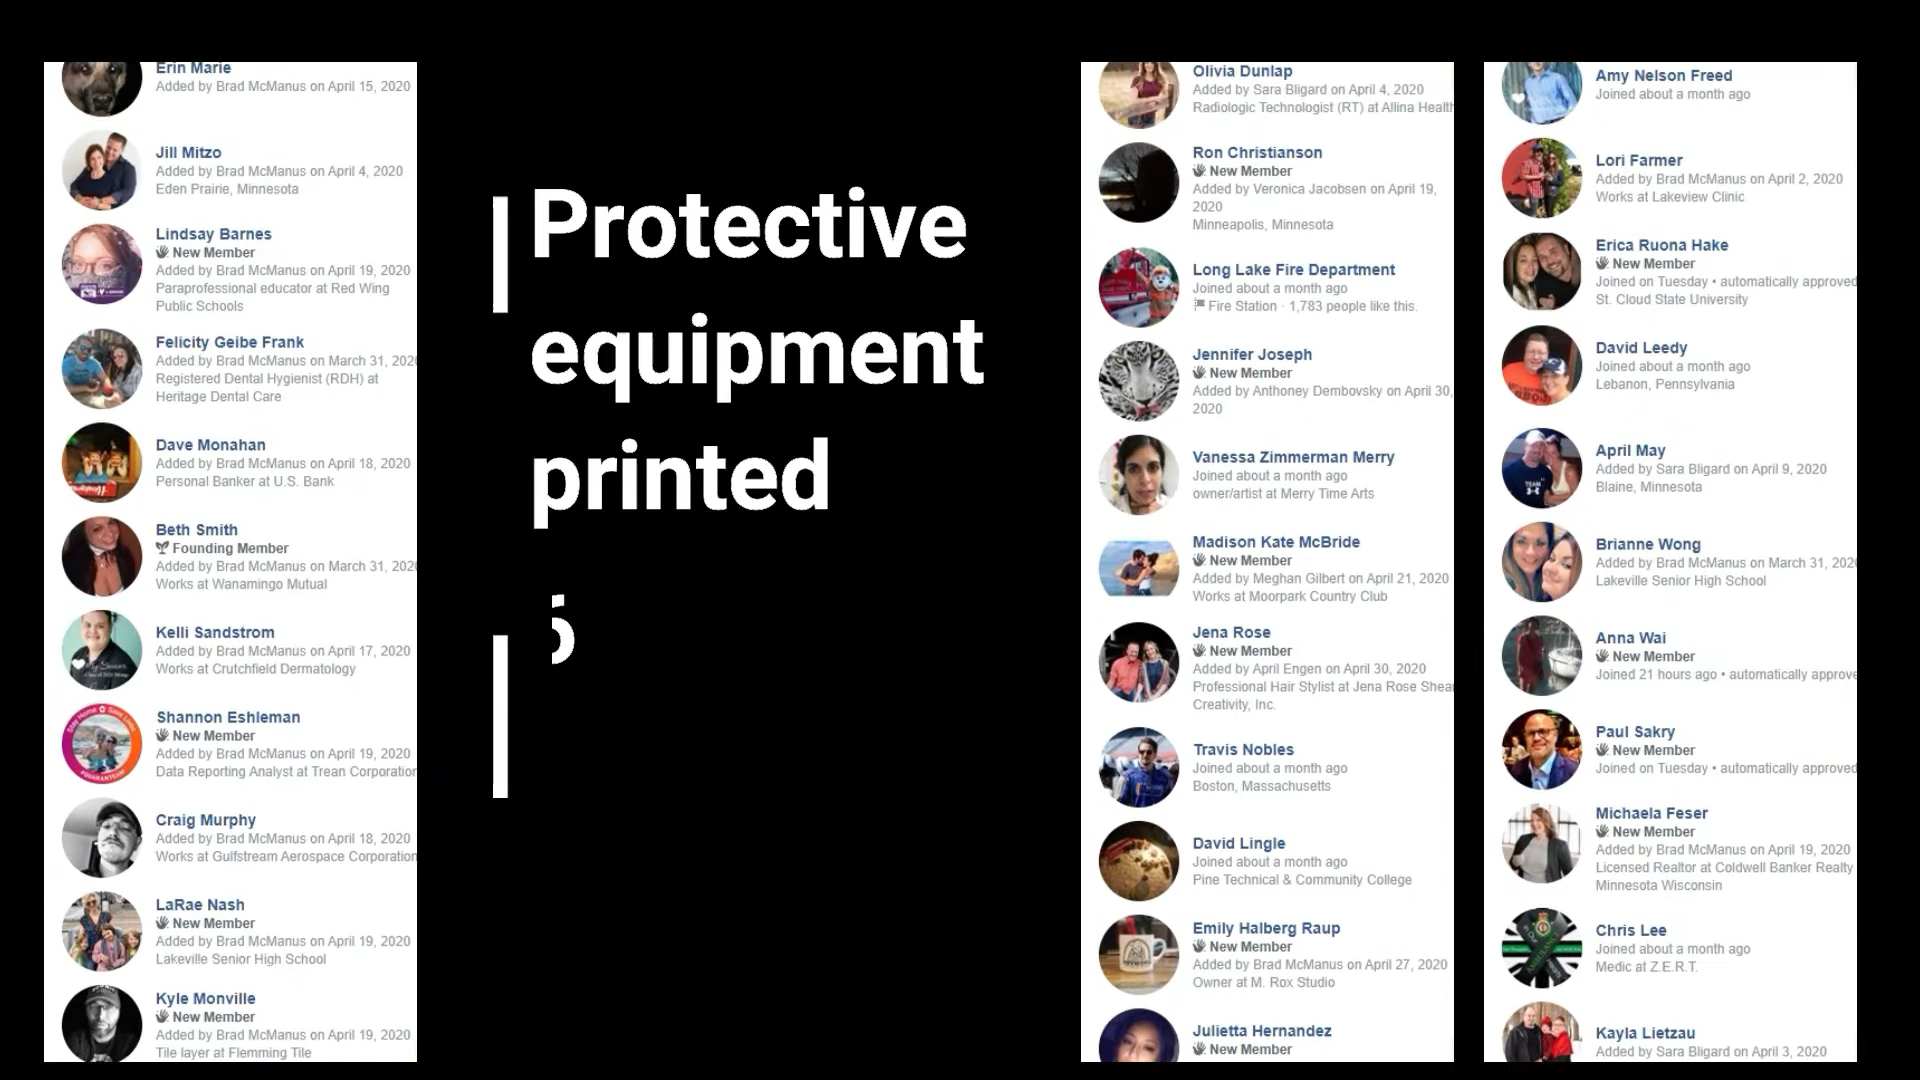 Erin Marie
Added by Brad McManus on April 15, 2020
Jill Mitzo
Added by Brad McManus on April 4, 2020
Eden Prairie, Minnesota
Lindsay Barnes
New Member
Added by Brad McManus on April 19, 2020
Paraprofessional educator at Red Wing
Public Schools
Felicity Geibe Frank
Added by Brad McManus on March 31, 202
Registered Dental Hygienist (RDH) at
Heritage Dental Care
Dave Monahan
Added by Brad McManus on April 18, 2020
Personal Banker at U.S. Bank
Beth Smith
Founding Member
Added by Brad McManus on March 31, 202
Works at Wanamingo Mutual
Kelli Sandstrom
Added by Brad McManus on April 17, 2020
Works at Crutchfield Dermatology
Shannon Eshleman
New Member
Added by Brad McManus on April 19, 2020
Data Reporting Analyst at Trean Corporation
Craig Murphy
Added by Brad McManus on April 18, 2020
Works at Gulfstream Aerospace Corporation
LaRae Nash
New Member
Added by Brad McManus on April 19, 2020
Lakeville Senior High School
Kyle Monville
New Member
Added by Brad McManus on April 19, 2020
Tile layer at Flemming Tile
Protective
equipment
printed
Olivia Dunlap
Added by Sara Bligard on April 4, 2020
Radiologic Technologist (RT) at Allina Health
Ron Christianson
New Member
Added by Veronica Jacobsen on April 19,
2020
Minneapolis, Minnesota
Long Lake Fire Department
Joined about a month ago
Fire Station · 1,783 people like this.
Jennifer Joseph
New Member
Added by Anthoney Dembovsky on April 30,
2020
Vanessa Zimmerman Merry
Joined about a month ago
owner/artist at Merry Time Arts
Madison Kate McBride
New Member
Added by Meghan Gilbert on April 21, 2020
Works at Moorpark Country Club
Jena Rose
New Member
Added by April Engen on April 30, 2020
Professional Hair Stylist at Jena Rose Shear
Creativity, Inc.
Travis Nobles
Joined about a month ago
Boston, Massachusetts
David Lingle
Joined about a month ago
Pine Technical & Community College
Emily Halberg Raup
New Member
Added by Brad McManus on April 27, 2020
Owner at M. Rox Studio
Julietta Hernandez
New Member
Amy Nelson Freed
Joined about a month ago
Lori Farmer
Added by Brad McManus on April 2, 2020
Works at Lakeview Clinic
Erica Ruona Hake
New Member
Joined on Tuesday • automatically approved
St. Cloud State University
David Leedy
Joined about a month ago
Lebanon, Pennsylvania
April May
Added by Sara Bligard on April 9, 2020
Blaine, Minnesota
Brianne Wong
Added by Brad McManus on March 31, 202
Lakeville Senior High School
Anna Wai
New Member
Joined 21 hours ago • automatically approve
Paul Sakry
New Member
Joined on Tuesday • automatically approved
Michaela Feser
New Member
Added by Brad McManus on April 19, 2020
Licensed Realtor at Coldwell Banker Realty
Minnesota Wisconsin
Chris Lee
Joined about a month ago
Medic at Z.E.R.T.
Kayla Lietzau
Added by Sara Bligard on April 3, 2020